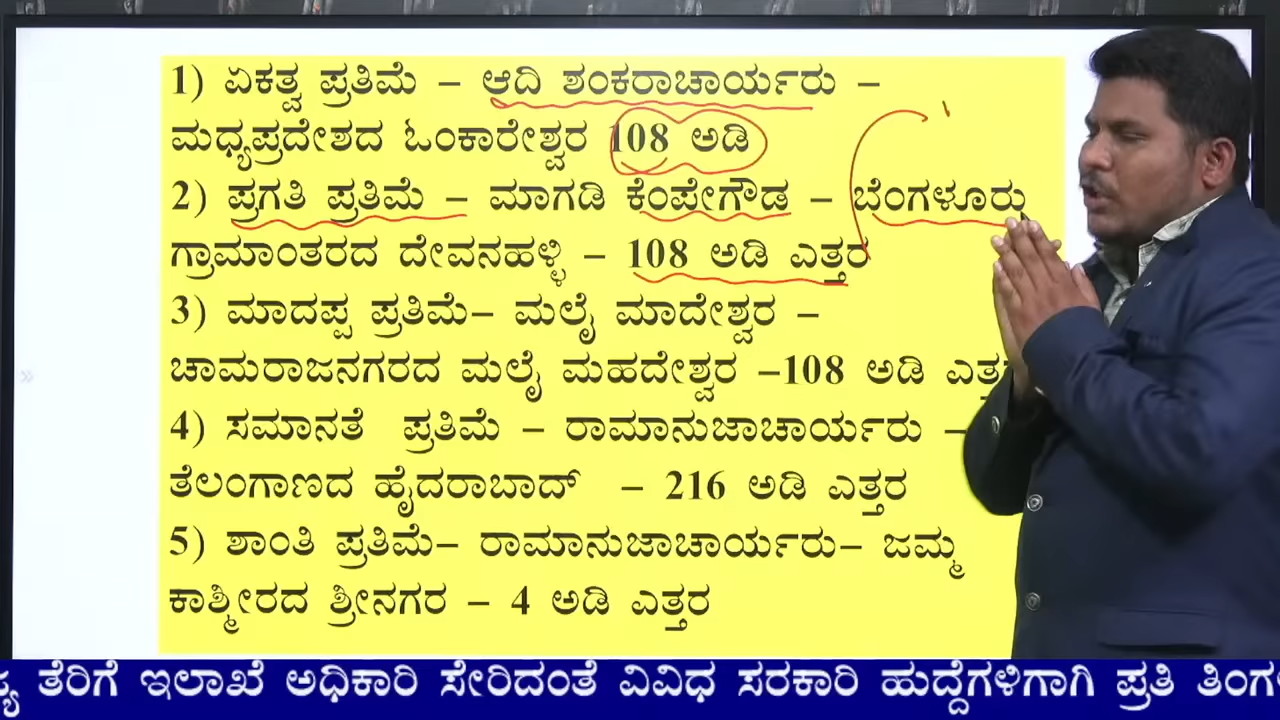 1) ಏಕತ್ವ ಪ್ರತಿಮೆ – ಆದಿ ಶಂಕರಾಚಾರ್ಯರು –
ಮಧ್ಯಪ್ರದೇಶದ ಓಂಕಾರೇಶ್ವರ 108 ಅಡಿ
2) ಪ್ರಗತಿ ಪ್ರತಿಮೆ – ಮಾಗಡಿ ಕೆಂಪೇಗೌಡ – ಬೆಂಗಳೂರು
ಗ್ರಾಮಾಂತರದ ದೇವನಹಳ್ಳಿ – 108 ಅಡಿ ಎತ್ತರ
3) ಮಾದಪ್ಪ ಪ್ರತಿಮೆ– ಮಲೈ ಮಾದೇಶ್ವರ –
ಚಾಮರಾಜನಗರದ ಮಲೈ ಮಹದೇಶ್ವರ –108 ಅಡಿ
4) ಸಮಾನತೆ ಪ್ರತಿಮೆ – ರಾಮಾನುಜಾಚಾರ್ಯರು –
ತೆಲಂಗಾಣದ ಹೈದರಾಬಾದ್ – 216 ಅಡಿ ಎತ್ತರ
5) ಶಾಂತಿ ಪ್ರತಿಮೆ– ರಾಮಾನುಜಾಚಾರ್ಯರು– ಜಮ್ಮ
ಕಾಶ್ಮೀರದ ಶ್ರೀನಗರ – 4 ಅಡಿ ಎತ್ತರ
ತೆರಿಗೆ ಇಲಾಖೆ ಅಧಿಕಾರಿ ಸೇರಿದಂತೆ ವಿವಿಧ ಸರಕಾರಿ ಹುದ್ದೆಗಳಿಗಾಗಿ ಪ್ರತಿ